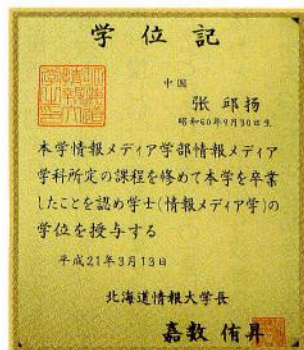 学位記
中国
张邱扬
昭和60年9月30日生
本学情報メディア学部情報メディア
学科所定の課程を修めて本学を卒業
したことを認め学士(情報メディア学)の
学位を授与する
平成21年3月13日
北海道情報大学長
嘉数侑昇